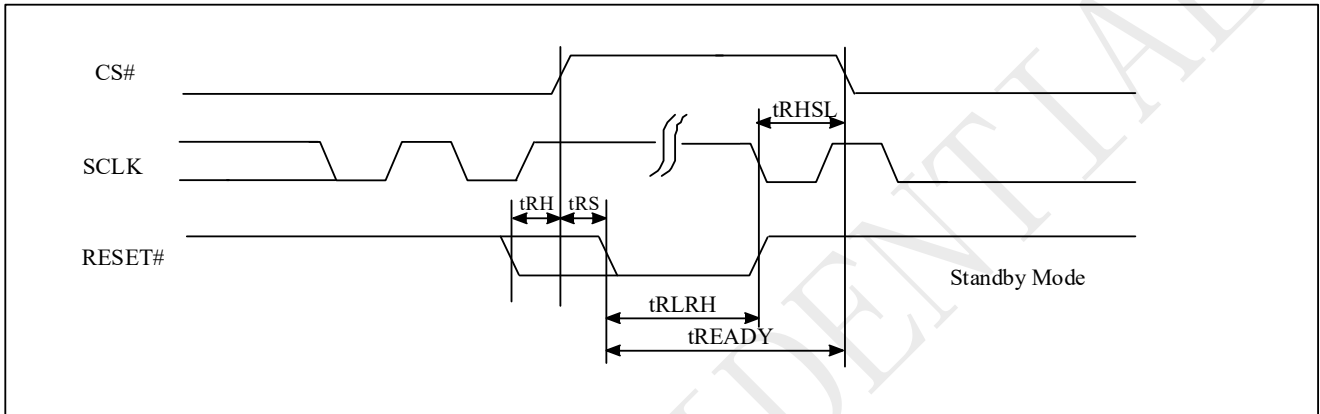 CS#
tRHSL
SCLK
tRH tRS
RESET#
Standby Mode
tRLRH
tREADY